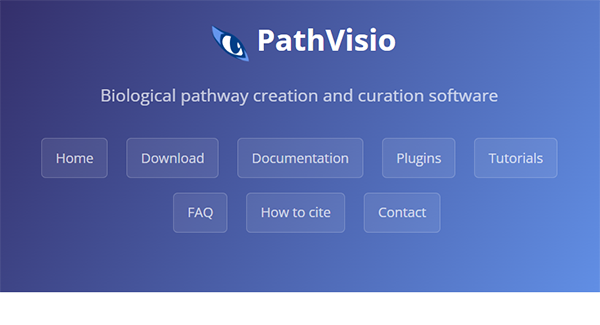 PathVisio
Biological pathway creation and curation software
Home Download Documentation Plugins Tutorials
FAQ How to cite Contact